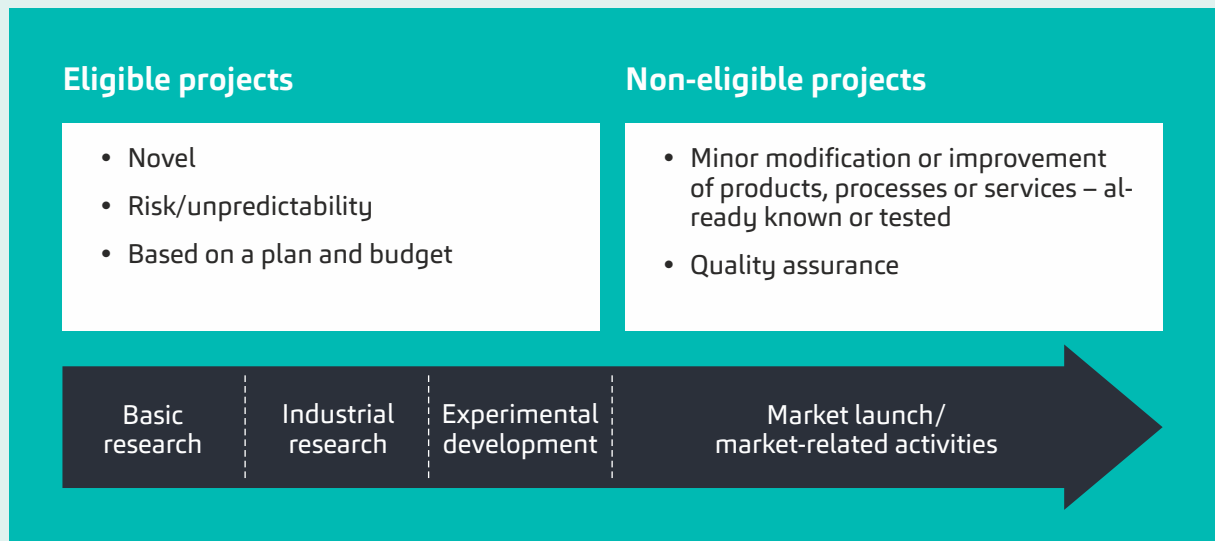 Eligible projects
• Novel
• Risk/unpredictability
• Based on a plan and budget
Non-eligible projects
• Minor modification or improvement
of products, processes or services – al-
ready known or tested
• Quality assurance
Basic
research
Industrial
research
Experimental
development
Market launch/
market-related activities